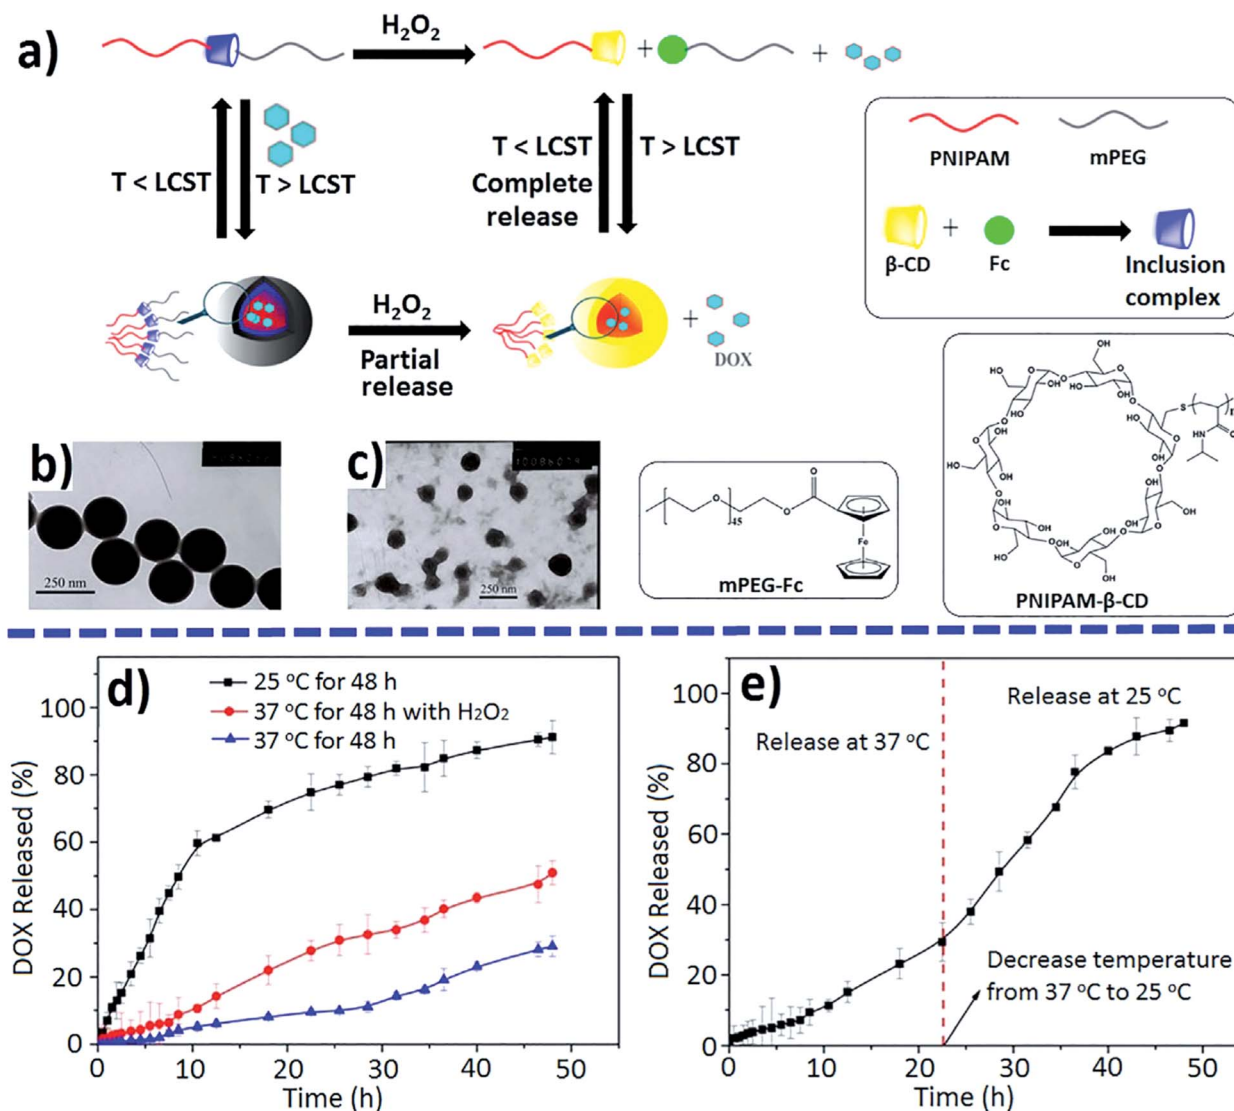 a)
H2O2
+
+
T < LCST
T > LCST
T < LCST
Complete
release
T > LCST
H2O2
Partial
release
+
DOX
PNIPAM
mPEG
+
β-CD
Fc
Inclusion
complex
b)
250 nm
c)
250 nm
O
O
O
45
Fe
mPEG-Fc
PNIPAM-β-CD
d)
25 °C for 48 h
37 °C for 48 h with H2O2
37 °C for 48 h
DOX Released (%)
100
80
60
40
20
0
0
10
20
30
40
50
Time (h)
e)
Release at 37 °C
Release at 25 °C
Decrease temperature
from 37 °C to 25 °C
DOX Released (%)
100
80
60
40
20
0
0
10
20
30
40
50
Time (h)